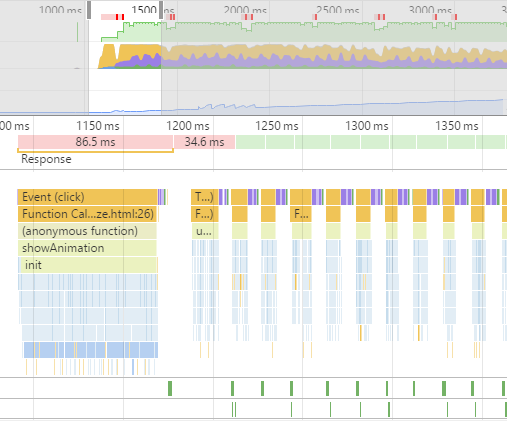 1000 ms 1500 ms 2000 ms 2500 ms 3000 ms
00 ms 1150 ms 1200 ms 1250 ms 1300 ms 1350 ms
86.5 ms 34.6 ms
Response
Event (click) T...)
Function Cal...ze.html:26) F...) F...
(anonymous function) u...
showAnimation
init